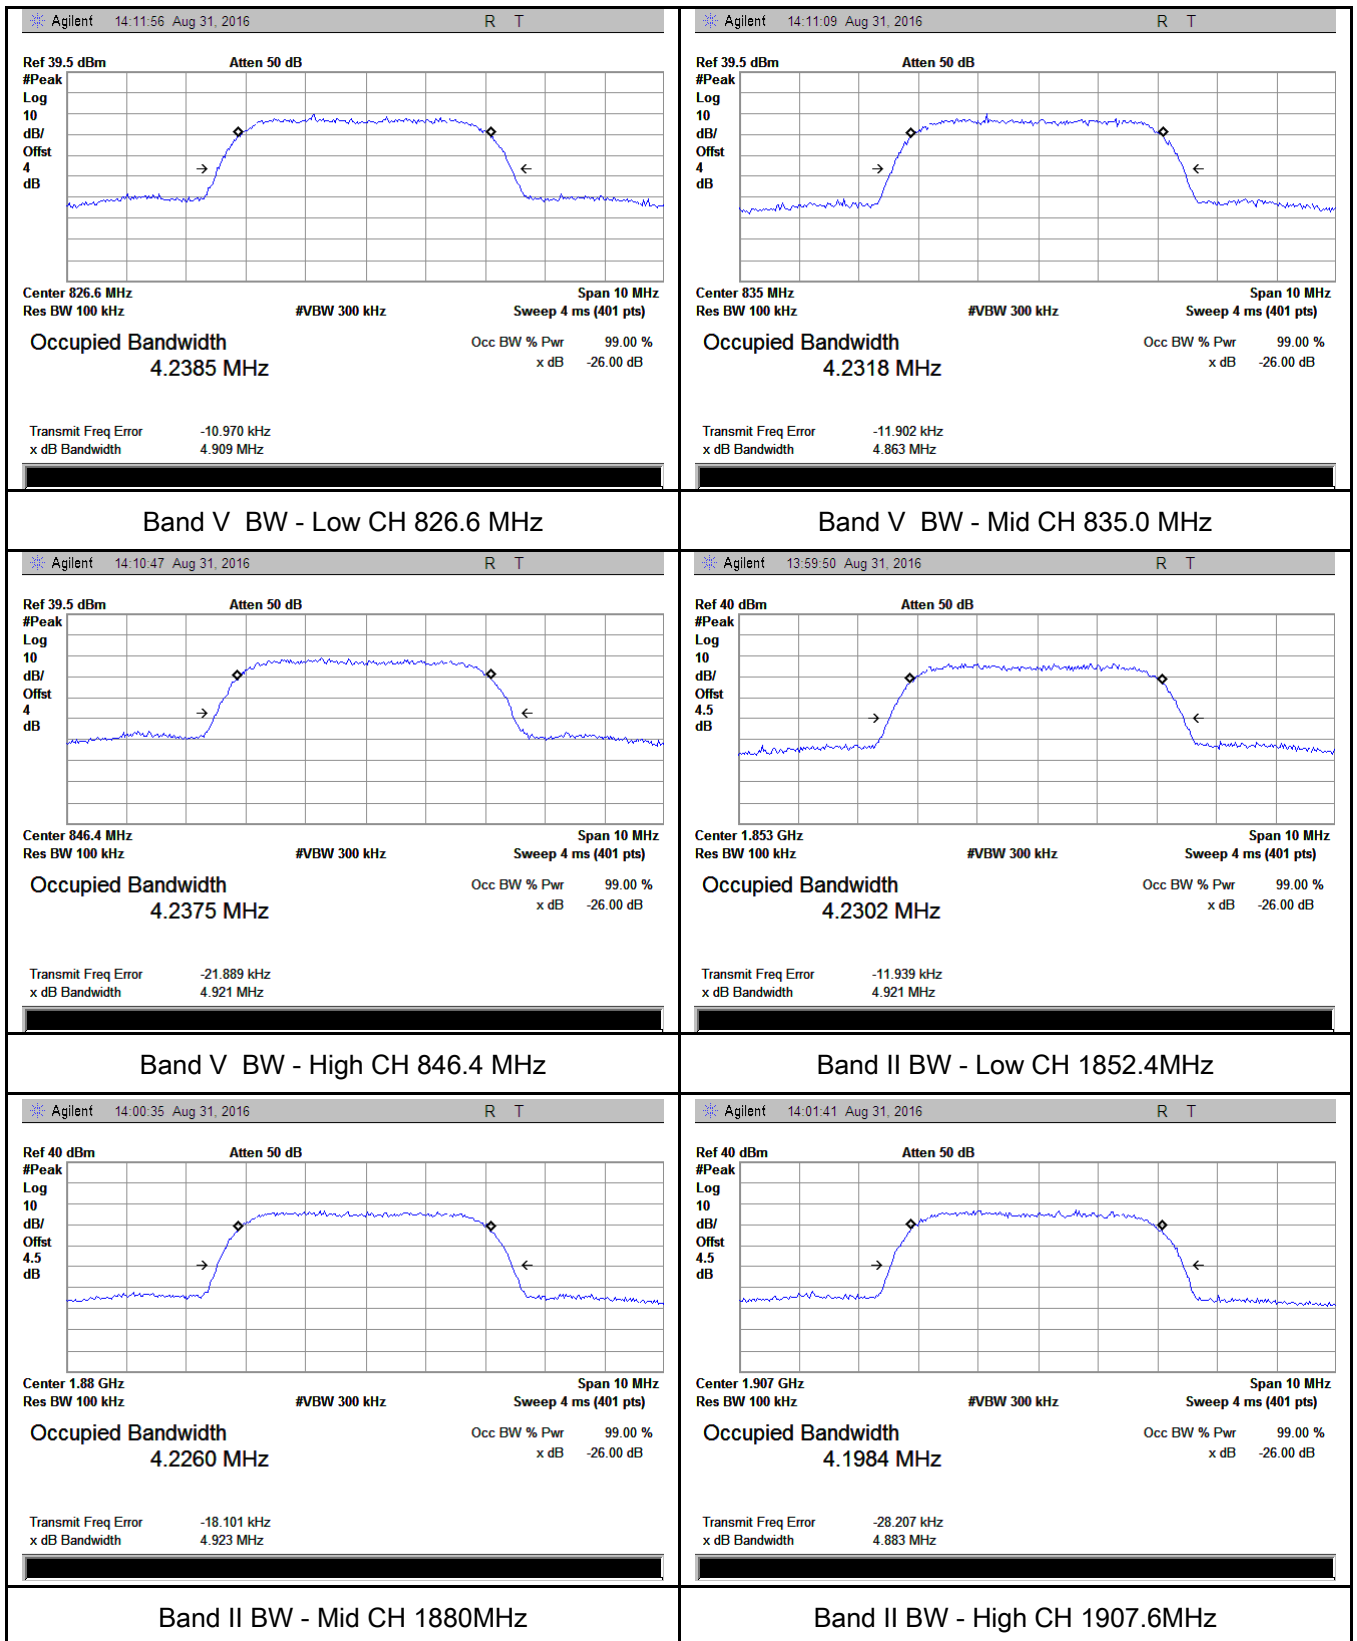 Agilent 14:11:56 Aug 31, 2016 R T
Ref 39.5 dBm Atten 50 dB
#Peak
Log
10
dB/
Offst
4
dB
Center 826.6 MHz Span 10 MHz
Res BW 100 kHz #VBW 300 kHz Sweep 4 ms (401 pts)
Occupied Bandwidth Occ BW % Pwr 99.00 %
4.2385 MHz x dB -26.00 dB
Transmit Freq Error -10.970 kHz
x dB Bandwidth 4.909 MHz
Band V BW - Low CH 826.6 MHz
Agilent 14:11:09 Aug 31, 2016 R T
Ref 39.5 dBm Atten 50 dB
#Peak
Log
10
dB/
Offst
4
dB
Center 835 MHz Span 10 MHz
Res BW 100 kHz #VBW 300 kHz Sweep 4 ms (401 pts)
Occupied Bandwidth Occ BW % Pwr 99.00 %
4.2318 MHz x dB -26.00 dB
Transmit Freq Error -11.902 kHz
x dB Bandwidth 4.863 MHz
Band V BW - Mid CH 835.0 MHz
Agilent 14:10:47 Aug 31, 2016 R T
Ref 39.5 dBm Atten 50 dB
#Peak
Log
10
dB/
Offst
4
dB
Center 846.4 MHz Span 10 MHz
Res BW 100 kHz #VBW 300 kHz Sweep 4 ms (401 pts)
Occupied Bandwidth Occ BW % Pwr 99.00 %
4.2375 MHz x dB -26.00 dB
Transmit Freq Error -21.889 kHz
x dB Bandwidth 4.921 MHz
Band V BW - High CH 846.4 MHz
Agilent 13:59:50 Aug 31, 2016 R T
Ref 40 dBm Atten 50 dB
#Peak
Log
10
dB/
Offst
4.5
dB
Center 1.853 GHz Span 10 MHz
Res BW 100 kHz #VBW 300 kHz Sweep 4 ms (401 pts)
Occupied Bandwidth Occ BW % Pwr 99.00 %
4.2302 MHz x dB -26.00 dB
Transmit Freq Error -11.939 kHz
x dB Bandwidth 4.921 MHz
Band II BW - Low CH 1852.4MHz
Agilent 14:00:35 Aug 31, 2016 R T
Ref 40 dBm Atten 50 dB
#Peak
Log
10
dB/
Offst
4.5
dB
Center 1.88 GHz Span 10 MHz
Res BW 100 kHz #VBW 300 kHz Sweep 4 ms (401 pts)
Occupied Bandwidth Occ BW % Pwr 99.00 %
4.2260 MHz x dB -26.00 dB
Transmit Freq Error -18.101 kHz
x dB Bandwidth 4.923 MHz
Band II BW - Mid CH 1880MHz
Agilent 14:01:41 Aug 31, 2016 R T
Ref 40 dBm Atten 50 dB
#Peak
Log
10
dB/
Offst
4.5
dB
Center 1.907 GHz Span 10 MHz
Res BW 100 kHz #VBW 300 kHz Sweep 4 ms (401 pts)
Occupied Bandwidth Occ BW % Pwr 99.00 %
4.1984 MHz x dB -26.00 dB
Transmit Freq Error -28.207 kHz
x dB Bandwidth 4.883 MHz
Band II BW - High CH 1907.6MHz